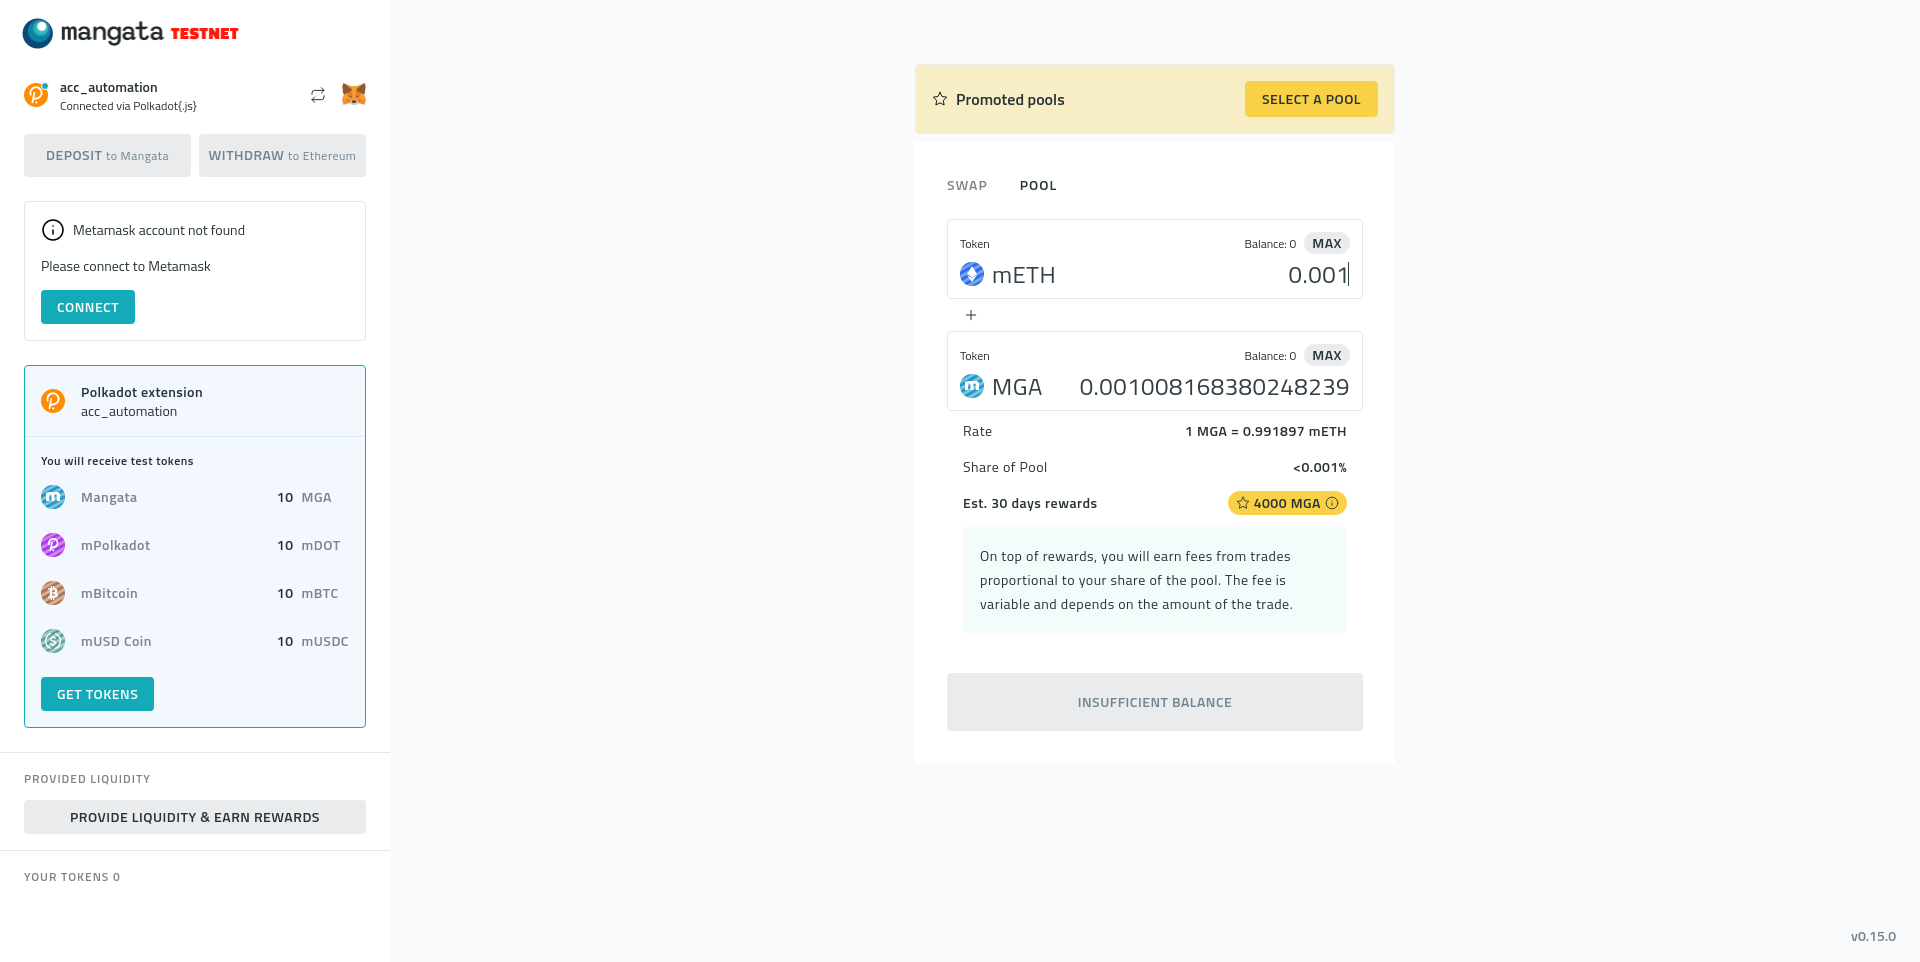 mangata TESTNET
acc_automation
Connected via Polkadot{.js}
DEPOSIT to Mangata
WITHDRAW to Ethereum
Metamask account not found
Please connect to Metamask
CONNECT
Polkadot extension
acc_automation
You will receive test tokens
Mangata 10 MGA
mPolkadot 10 mDOT
mBitcoin 10 mBTC
mUSD Coin 10 mUSDC
GET TOKENS
PROVIDED LIQUIDITY
PROVIDE LIQUIDITY & EARN REWARDS
YOUR TOKENS 0
Promoted pools
SELECT A POOL
SWAP POOL
Token Balance: 0 MAX
mETH 0.001
+
Token Balance: 0 MAX
m MGA 0.001008168380248239
Rate 1 MGA = 0.991897 mETH
Share of Pool <0.001%
Est. 30 days rewards 4000 MGA
On top of rewards, you will earn fees from trades
proportional to your share of the pool. The fee is
variable and depends on the amount of the trade.
INSUFFICIENT BALANCE
v0.15.0